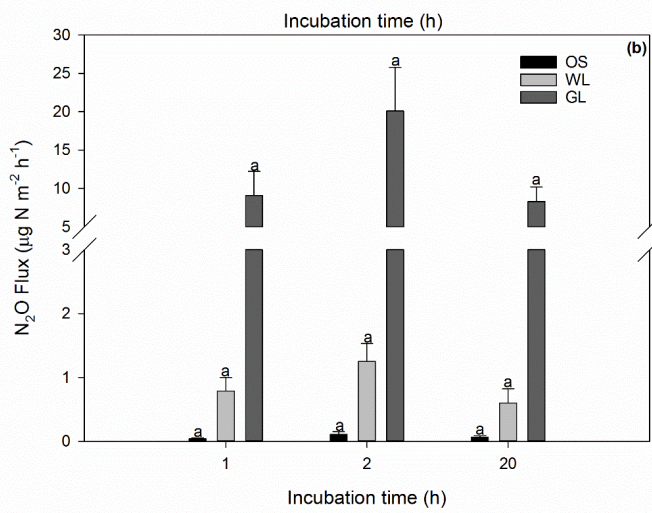 Incubation time (h)
(b)
OS
WL
GL
N₂O Flux (µg N m⁻² h⁻¹)
30
25
20
15
10
5
3
2
1
0
a
a
a
a
a
a
a
a
a
1
2
20
Incubation time (h)